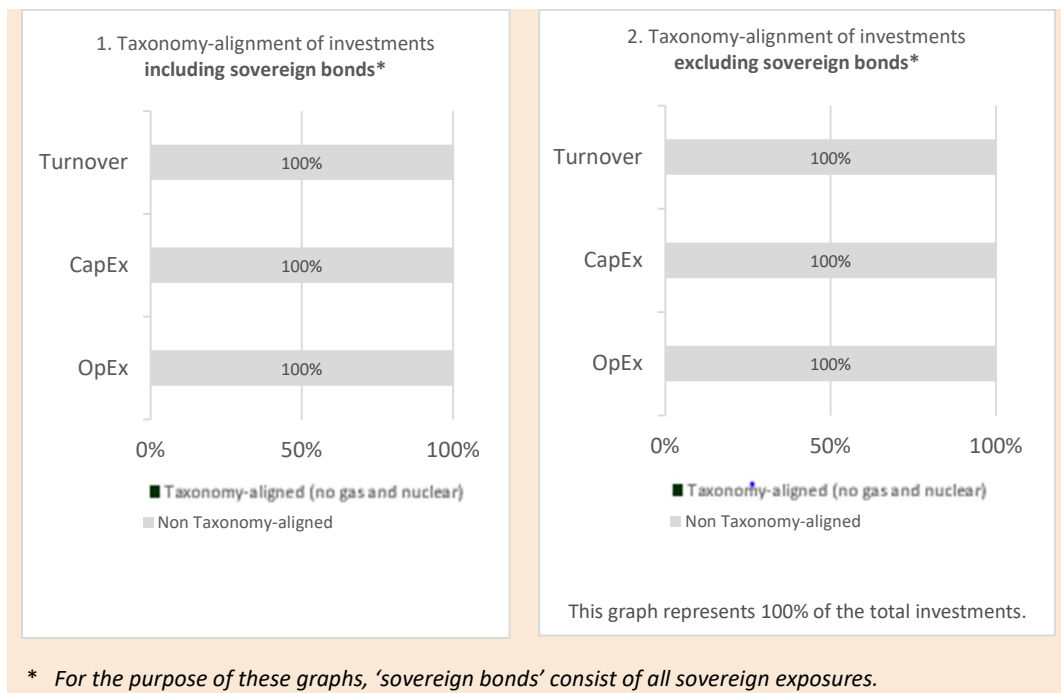 1. Taxonomy-alignment of investments
including sovereign bonds*
Turnover
100%
CapEx
100%
OpEx
100%
0%
50%
100%
Taxonomy-aligned (no gas and nuclear)
Non Taxonomy-aligned
2. Taxonomy-alignment of investments
excluding sovereign bonds*
Turnover
100%
CapEx
100%
OpEx
100%
0%
50%
100%
Taxonomy-aligned (no gas and nuclear)
Non Taxonomy-aligned
This graph represents 100% of the total investments.
* For the purpose of these graphs, ‘sovereign bonds’ consist of all sovereign exposures.